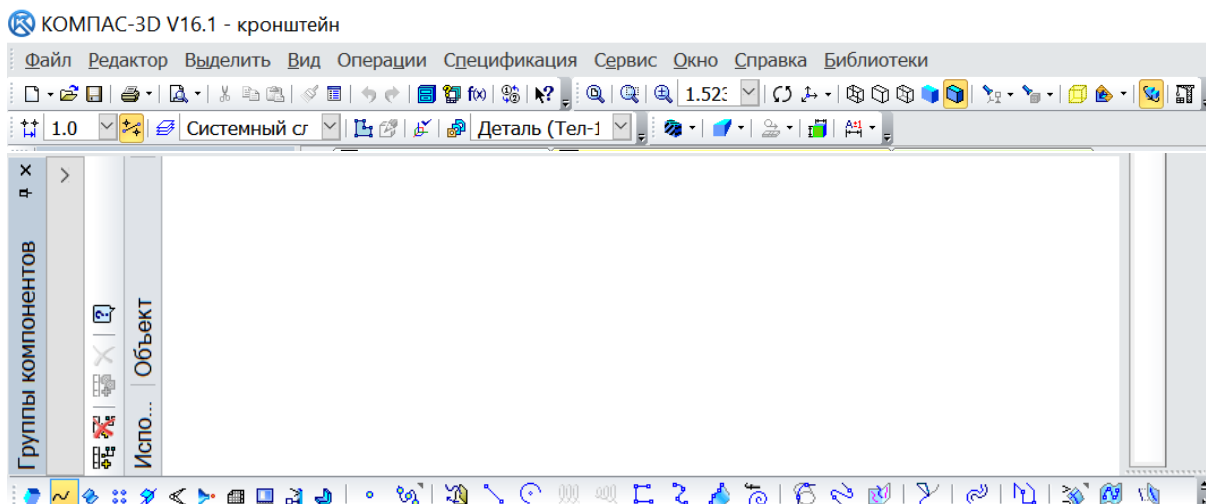 КОМПАС-3D V16.1 - кронштейн
Файл Редактор Выделить Вид Операции Спецификация Сервис Окно Справка Библиотеки
1.523
1.0 Системный сл Деталь (Тел-1
Группы компонентов
Испо... Объект